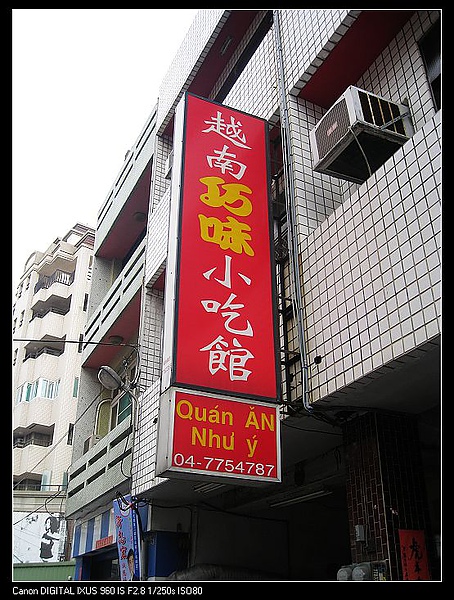 越南巧味小吃館
Quán ĂN
Như ý
04-7754787
Canon DIGITAL IXUS 960 IS F2.8 1/250s ISO80